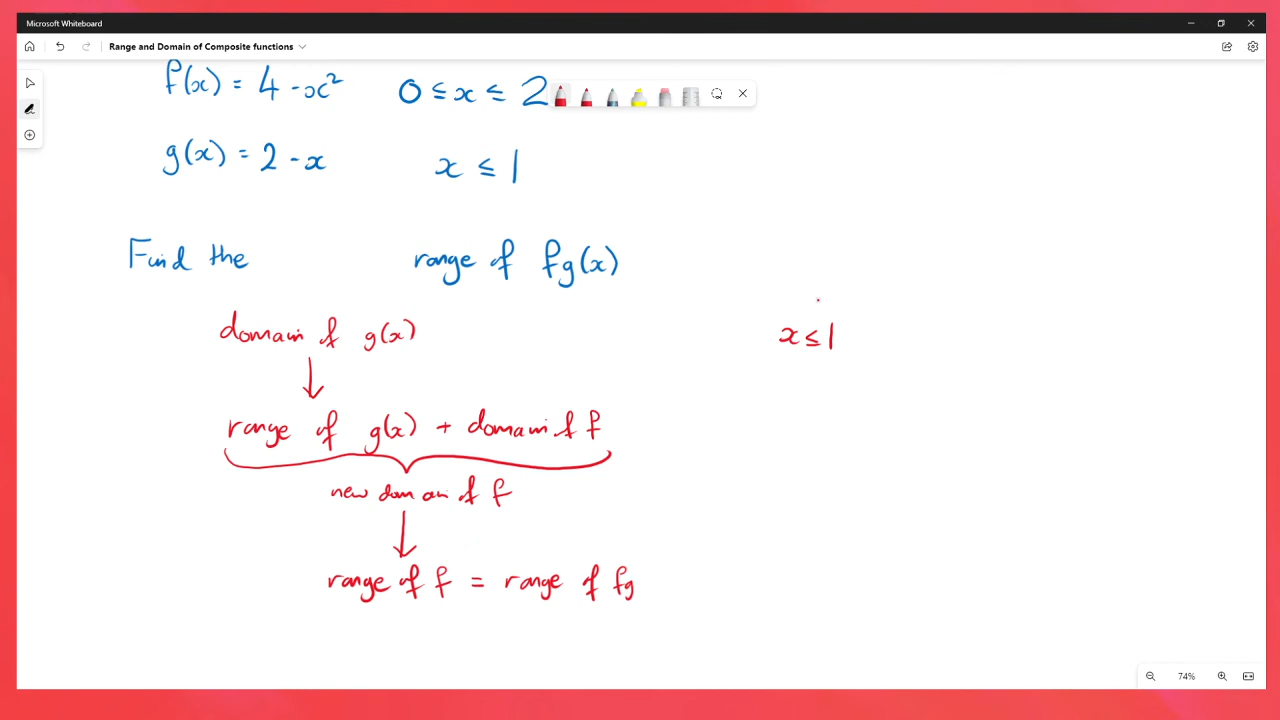 Microsoft Whiteboard
Range and Domain of Composite functions
f(x) = 4 - x² 0 ≤ x ≤ 2
g(x) = 2 - x x ≤ 1
Find the range of fg(x)
domain of g(x) x ≤ 1
↓
range of g(x) + domain of f
new domain of f
↓
range of f = range of fg
74%